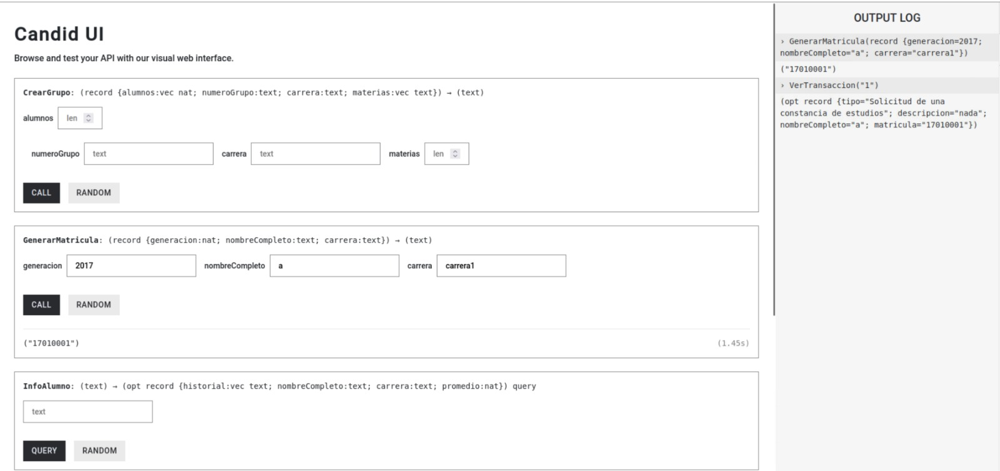 Candid UI
Browse and test your API with our visual web interface.
CrearGrupo: (record {alumnos:vec nat; numeroGrupo:text; carrera:text; materias:vec text}) → (text)
alumnos len
numeroGrupo text carrera text materias len
CALL RANDOM
GenerarMatricula: (record {generacion:nat; nombreCompleto:text; carrera:text}) → (text)
generacion 2017 nombreCompleto a carrera carrera1
CALL RANDOM
("17010001") (1.45s)
InfoAlumno: (text) → (opt record {historial:vec text; nombreCompleto:text; carrera:text; promedio:nat}) query
text
QUERY RANDOM
OUTPUT LOG
› GenerarMatricula(record {generacion=2017;
nombreCompleto="a"; carrera="carrera1"})
("17010001")
› VerTransaccion("1")
(opt record {tipo="Solicitud de una
constancia de estudios"; descripcion="nada";
nombreCompleto="a"; matricula="17010001"})